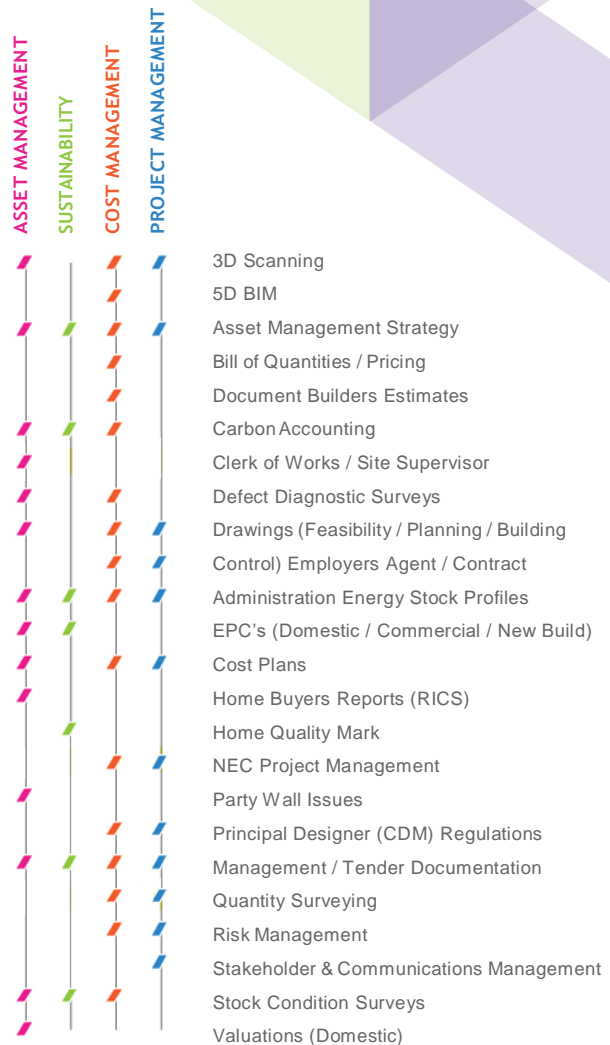 ASSET MANAGEMENT
SUSTAINABILITY
COST MANAGEMENT
PROJECT MANAGEMENT
3D Scanning
5D BIM
Asset Management Strategy
Bill of Quantities / Pricing
Document Builders Estimates
Carbon Accounting
Clerk of Works / Site Supervisor
Defect Diagnostic Surveys
Drawings (Feasibility / Planning / Building
Control) Employers Agent / Contract
Administration Energy Stock Profiles
EPC’s (Domestic / Commercial / New Build)
Cost Plans
Home Buyers Reports (RICS)
Home Quality Mark
NEC Project Management
Party Wall Issues
Principal Designer (CDM) Regulations
Management / Tender Documentation
Quantity Surveying
Risk Management
Stakeholder & Communications Management
Stock Condition Surveys
Valuations (Domestic)